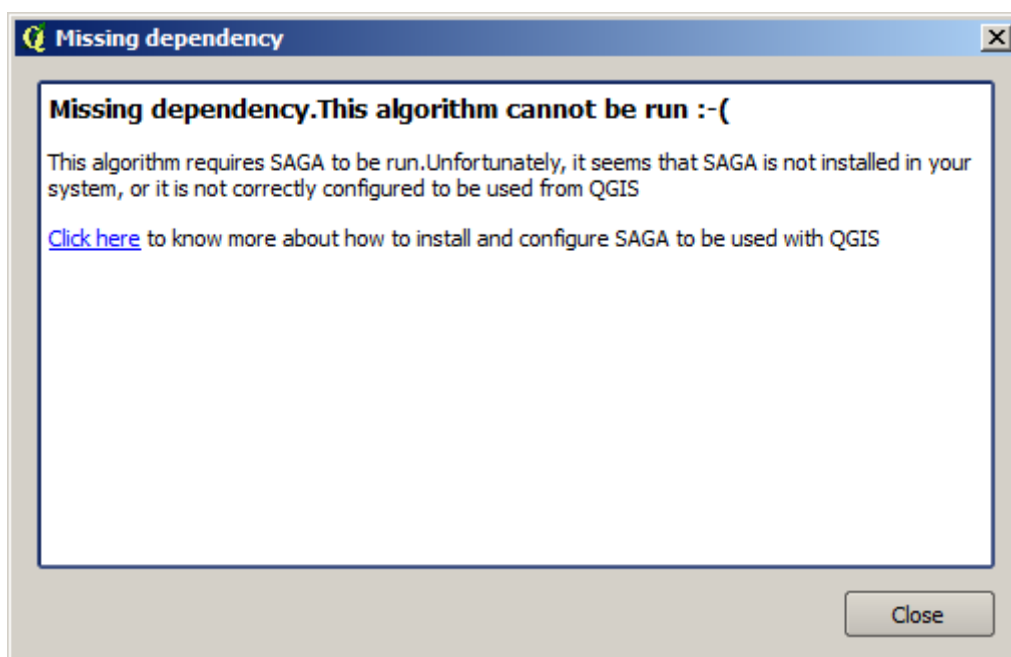 Missing dependency
Missing dependency.This algorithm cannot be run :-(
This algorithm requires SAGA to be run.Unfortunately, it seems that SAGA is not installed in your
system, or it is not correctly configured to be used from QGIS
Click here to know more about how to install and configure SAGA to be used with QGIS
Close